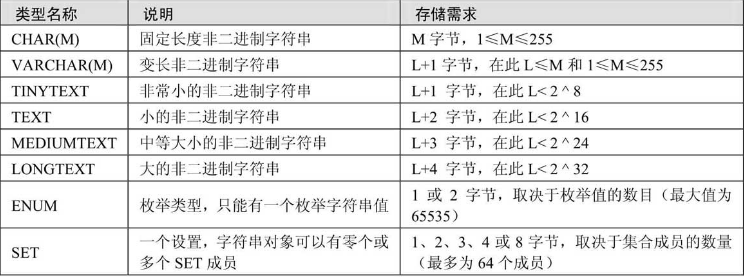 类型名称 说明 存储需求
CHAR(M) 固定长度非二进制字符串 M 字节，1≤M≤255
VARCHAR(M) 变长非二进制字符串 L+1 字节，在此 L≤M 和 1≤M≤255
TINYTEXT 非常小的非二进制字符串 L+1 字节，在此 L< 2 ^ 8
TEXT 小的非二进制字符串 L+2 字节，在此 L< 2 ^ 16
MEDIUMTEXT 中等大小的非二进制字符串 L+3 字节，在此 L< 2 ^ 24
LONGTEXT 大的非二进制字符串 L+4 字节，在此 L< 2 ^ 32
ENUM 枚举类型，只能有一个枚举字符串值 1 或 2 字节，取决于枚举值的数目（最大值为
65535）
SET 一个设置，字符串对象可以有零个或 1、2、3、4 或 8 字节，取决于集合成员的数量
多个 SET 成员 （最多为 64 个成员）